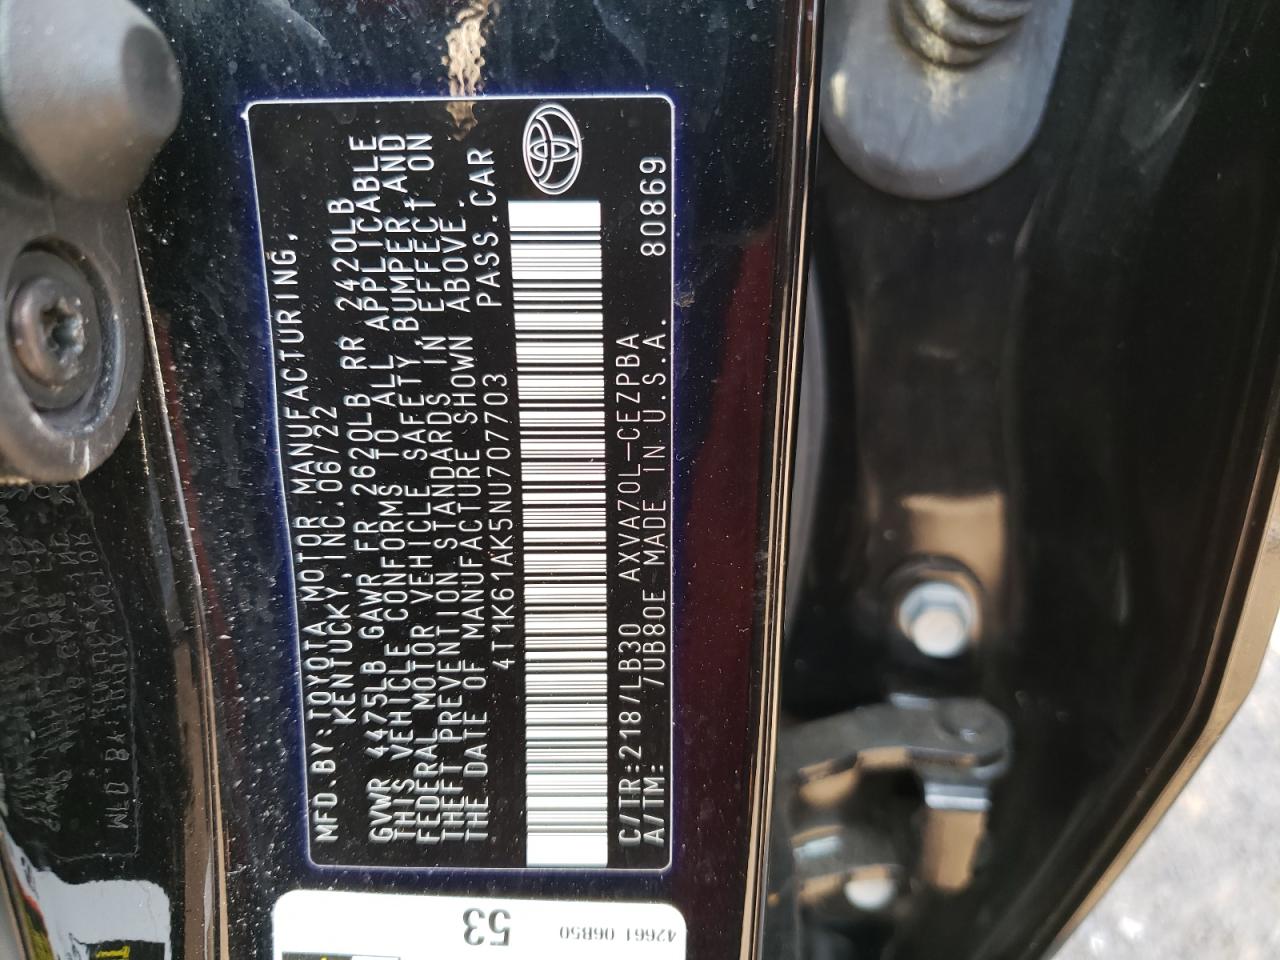 MFD.BY:TOYOTA MOTOR MANUFACTURING,
KENTUCKY,INC.06/22
GVWR 4475LB GAWR FR 2620LB RR 2420LB
THIS VEHICLE CONFORMS TO ALL APPLICABLE
FEDERAL MOTOR VEHICLE SAFETY,BUMPER,AND
THEFT PREVENTION STANDARDS IN EFFECT ON
THE DATE OF MANUFACTURE SHOWN ABOVE.
4T1K61AK5NU707703 PASS.CAR
C/TR:218/LB30 AXVA70L-CEZPBA 80869
A/TM: /UB80E MADE IN U.S.A.
53
42661 06B50